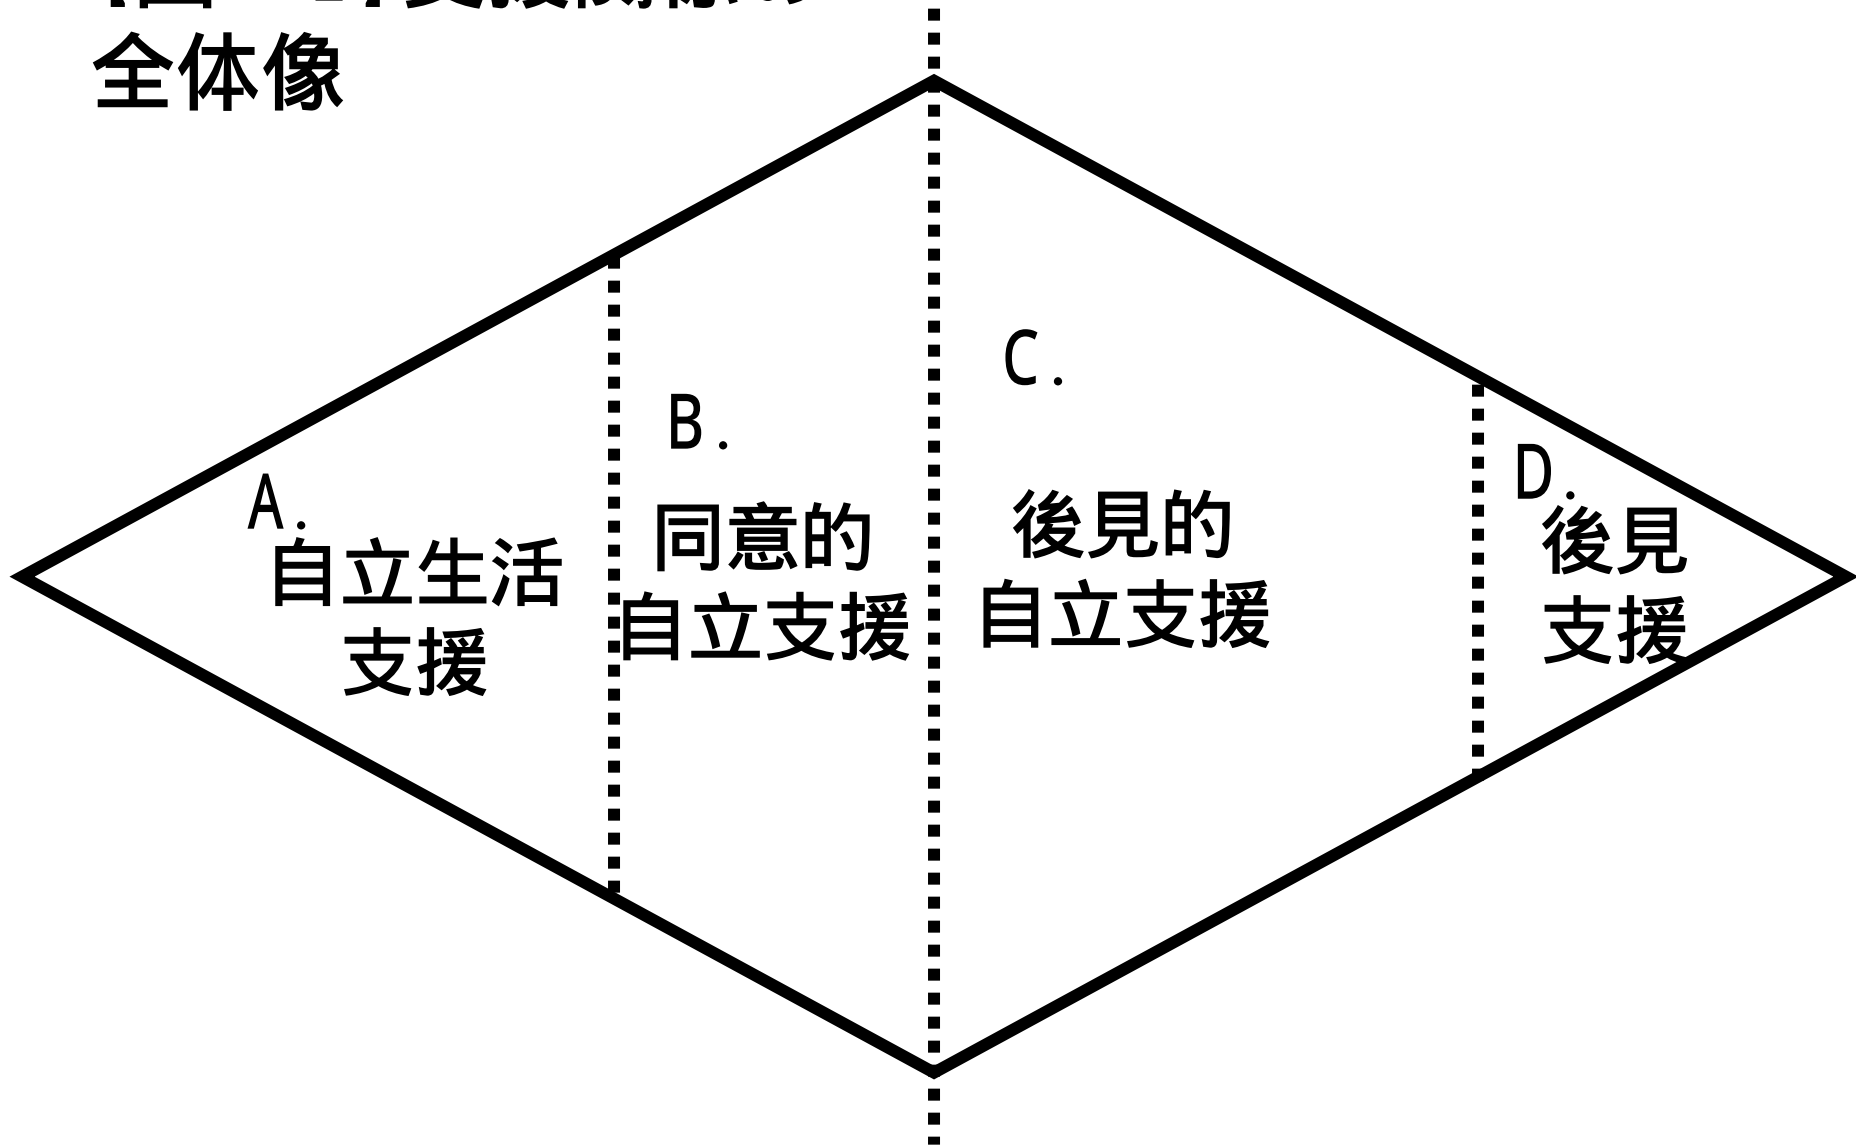 全体像
A.
自立生活
支援
B.
同意的
自立支援
C.
後見的
自立支援
D.
後見
支援